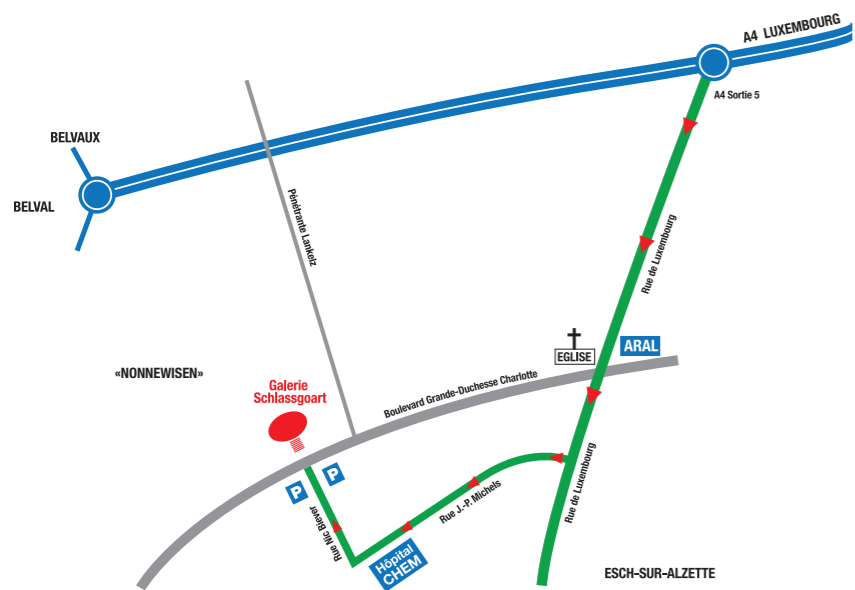 A4 LUXEMBOURG
A4 Sortie 5
BELVAUX
BELVAL
Pénétrante Lankelz
Rue de Luxembourg
EGLISE
ARAL
«NONNEWISEN»
Galerie
Schlassgoart
Boulevard Grande-Duchesse Charlotte
P
P
Rue de Luxembourg
Rue J.-P. Michels
Rue Nic Biever
Hôpital
CHEM
ESCH-SUR-ALZETTE